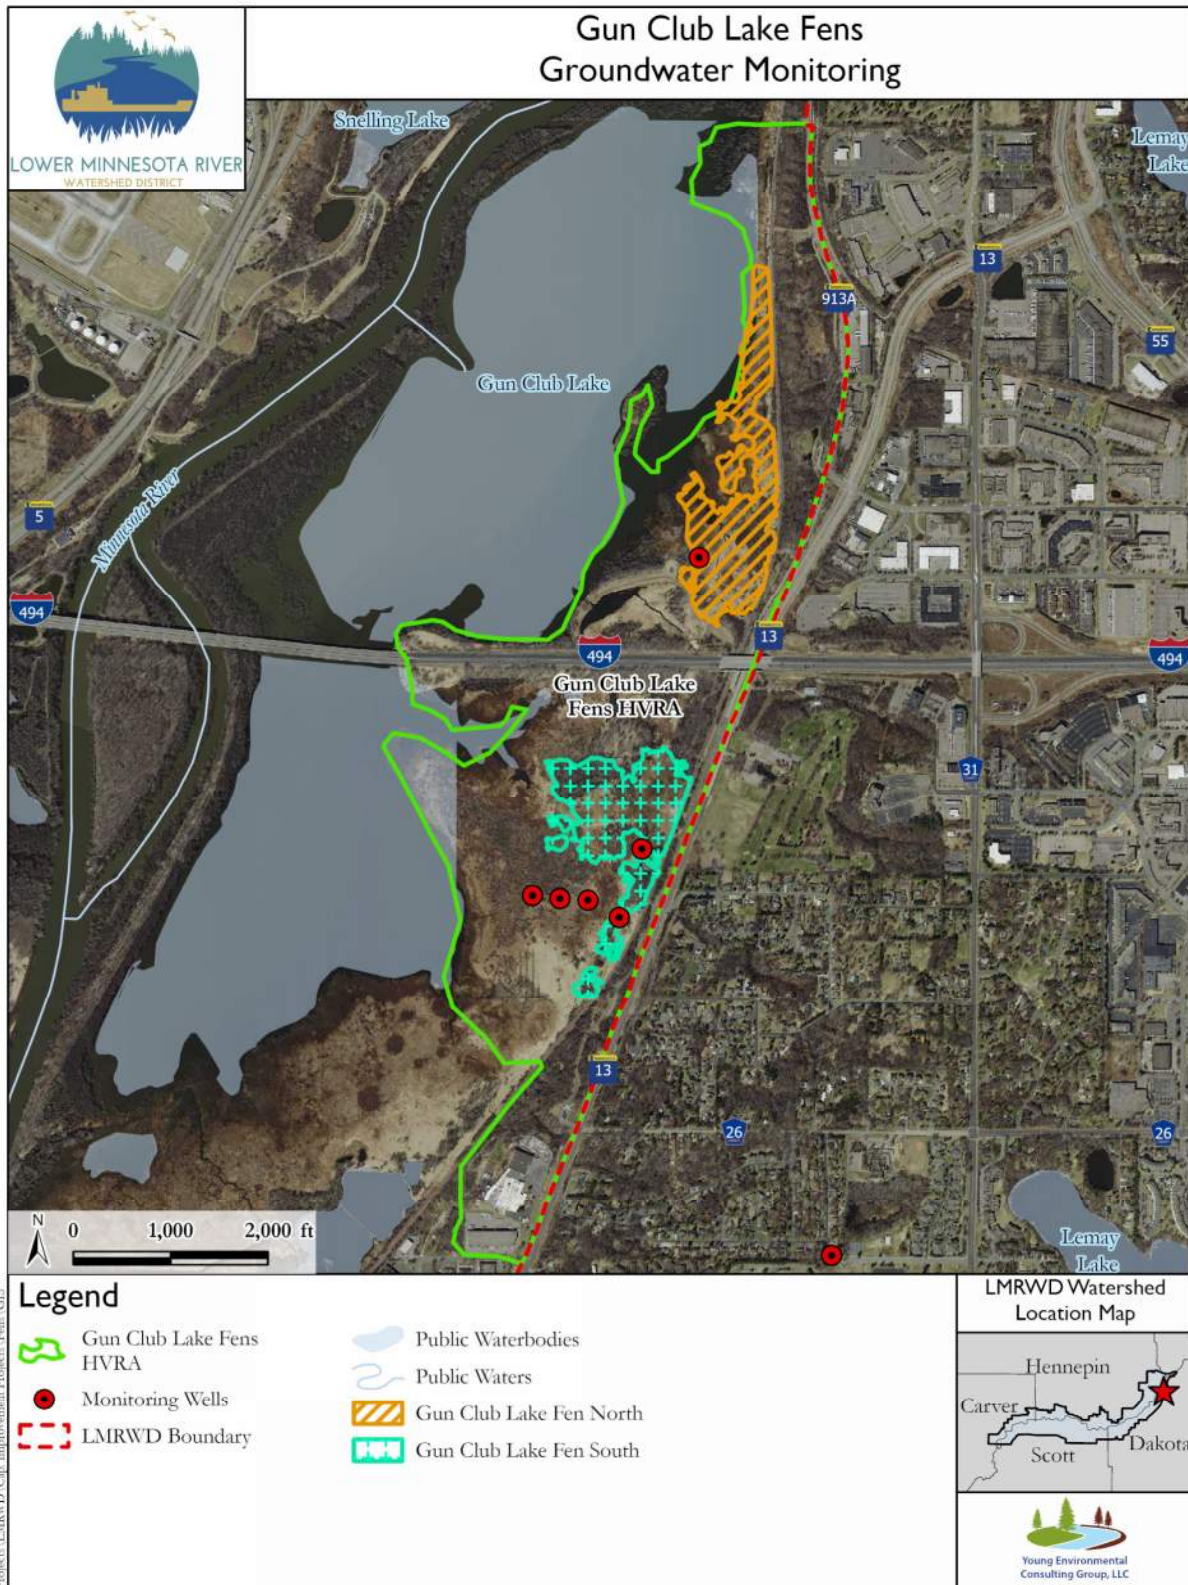 Gun Club Lake Fens
Groundwater Monitoring
LOWER MINNESOTA RIVER
WATERSHED DISTRICT
Snelling Lake
Lemay
Lake
13
913A
55
Gun Club Lake
5
Minnesota River
494
13
494
494
Gun Club Lake
Fens HVRA
31
13
26
26
N
0 1,000 2,000 ft
Lemay
Lake
Legend
Gun Club Lake Fens
HVRA
Monitoring Wells
LMRWD Boundary
Public Waterbodies
Public Waters
Gun Club Lake Fen North
Gun Club Lake Fen South
LMRWD Watershed
Location Map
Hennepin
Carver
Scott
Dakota
Young Environmental
Consulting Group, LLC